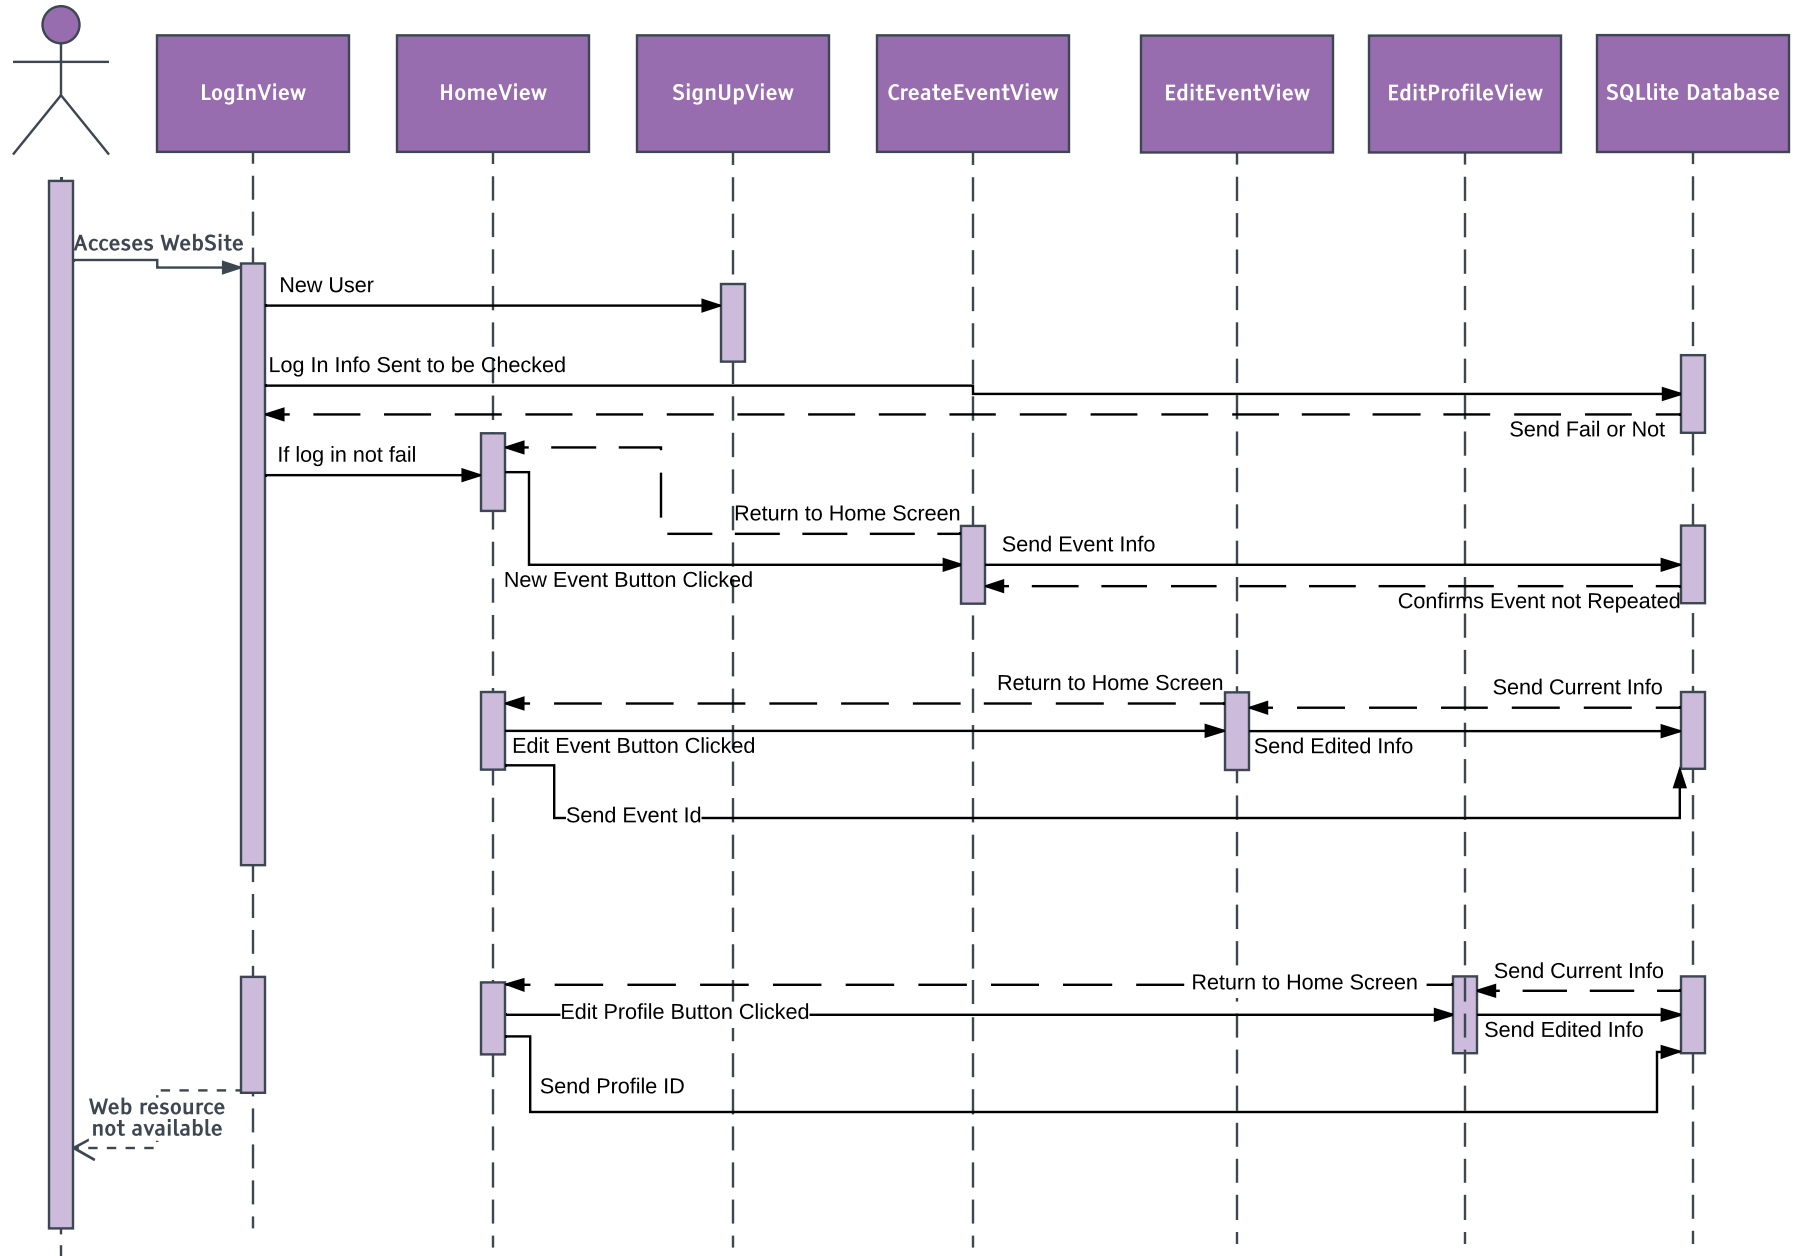 LogInView
HomeView
SignUpView
CreateEventView
EditEventView
EditProfileView
SQLlite Database
Acceses WebSite
New User
Log In Info Sent to be Checked
Send Fail or Not
If log in not fail
Return to Home Screen
Send Event Info
New Event Button Clicked
Confirms Event not Repeated
Return to Home Screen
Send Current Info
Edit Event Button Clicked
Send Edited Info
Send Event Id
Send Current Info
Return to Home Screen
Edit Profile Button Clicked
Send Edited Info
Send Profile ID
Web resource
not available